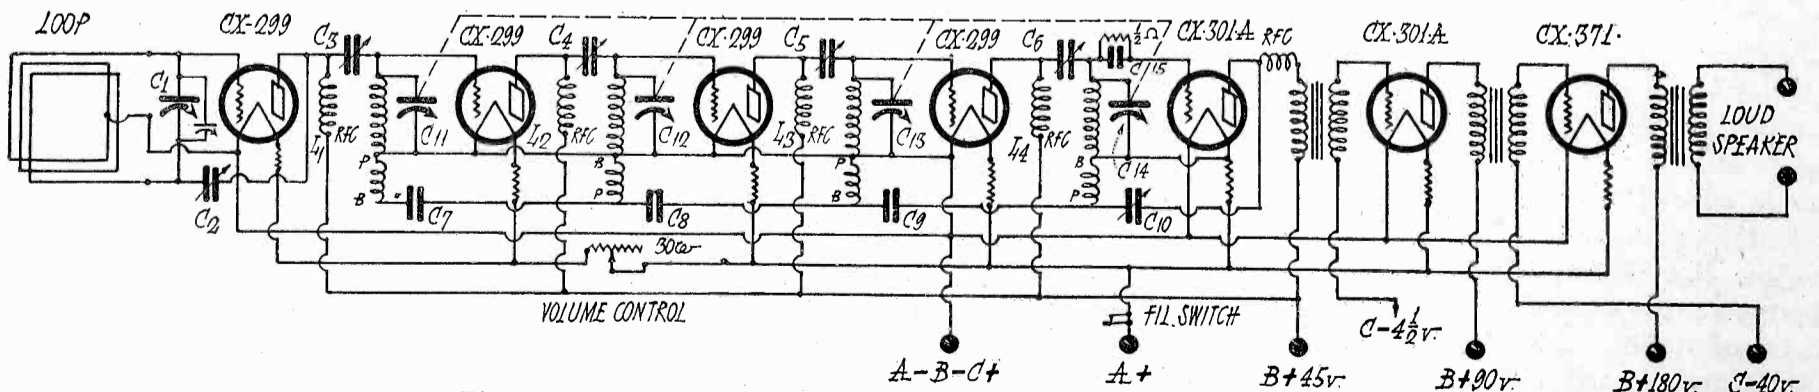 LOOP
CX-299
C3
CX-299
C4
CX-299
C5
CX-299
C6
½Ω
CX-301-A
RFC
CX-301-A
CX-371.
C1
C15
L1
RFC
C11
L2
RFC
C12
L3
RFC
C13
L4
RFC
C14
LOUD
SPEAKER
P
P
B
B
P
B
P
B
B
P
C2
C7
C8
C9
C10
30ω
VOLUME CONTROL
FIL. SWITCH
C-4½v.
A-B-C+
A+
B+45v.
B+90v.
B+180v.
C-40v.